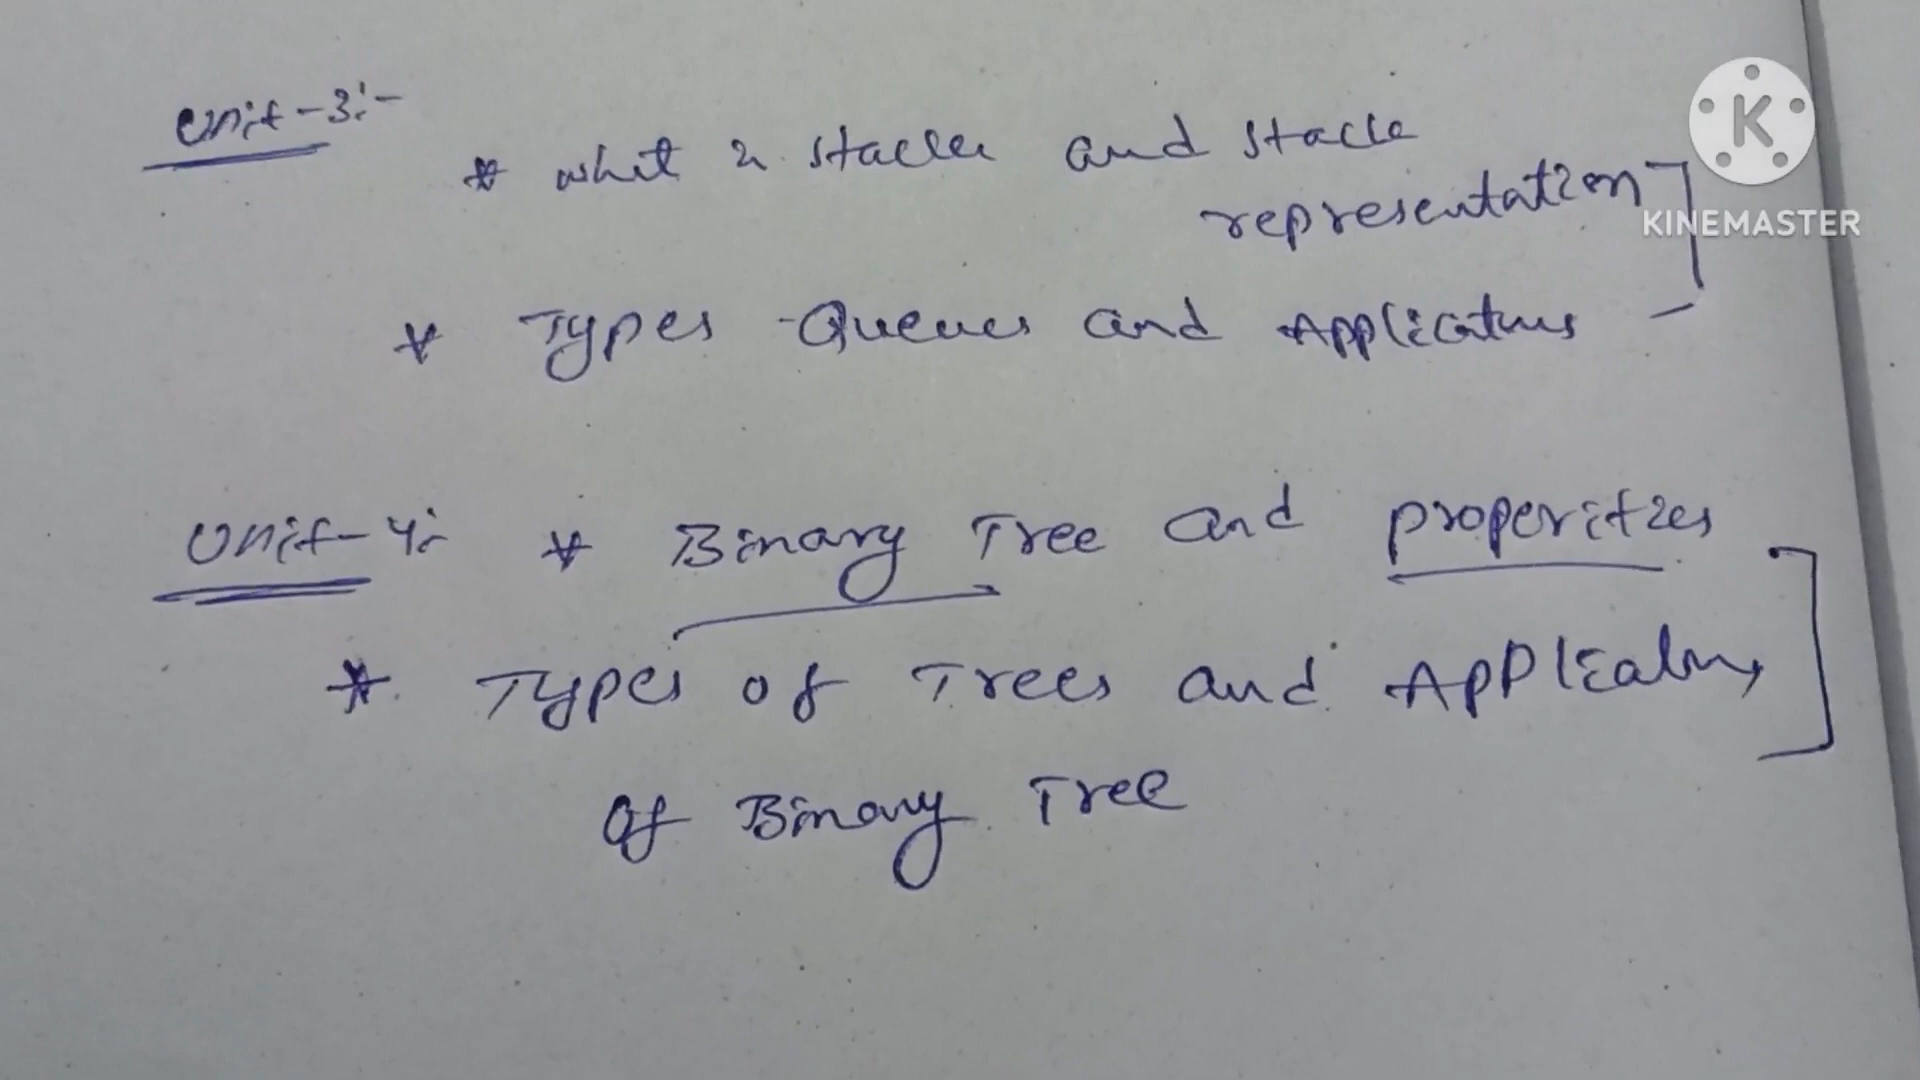 Unit-3:-
* what is stack and stack
representation
KINEMASTER
* Types Queues and Applications
Unit-4:- * Binary Tree and properities
* Types of Trees and Applications
of Binary Tree